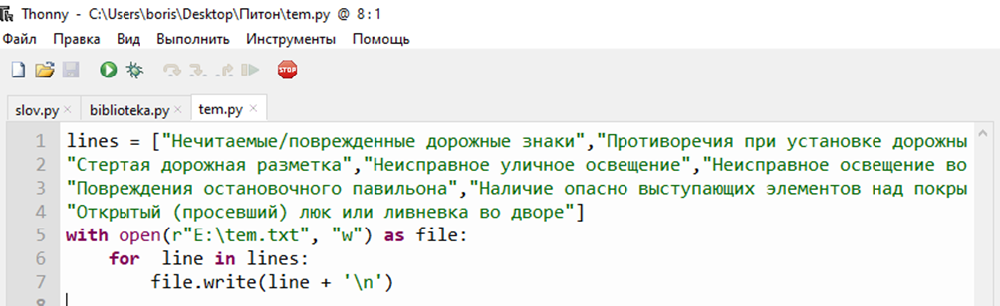 Thonny - C:\Users\boris\Desktop\Питон\tem.py @ 8:1
Файл Правка Вид Выполнить Инструменты Помощь
STOP
slov.py × biblioteka.py × tem.py ×
1 lines = ["Нечитаемые/поврежденные дорожные знаки","Противоречия при установке дорожны
2 "Стертая дорожная разметка","Неисправное уличное освещение","Неисправное освещение во
3 "Повреждения остановочного павильона","Наличие опасно выступающих элементов над покры
4 "Открытый (просевший) люк или ливневка во дворе"]
5 with open(r"E:\tem.txt", "w") as file:
6 for  line in lines:
7 file.write(line + '\n')
8